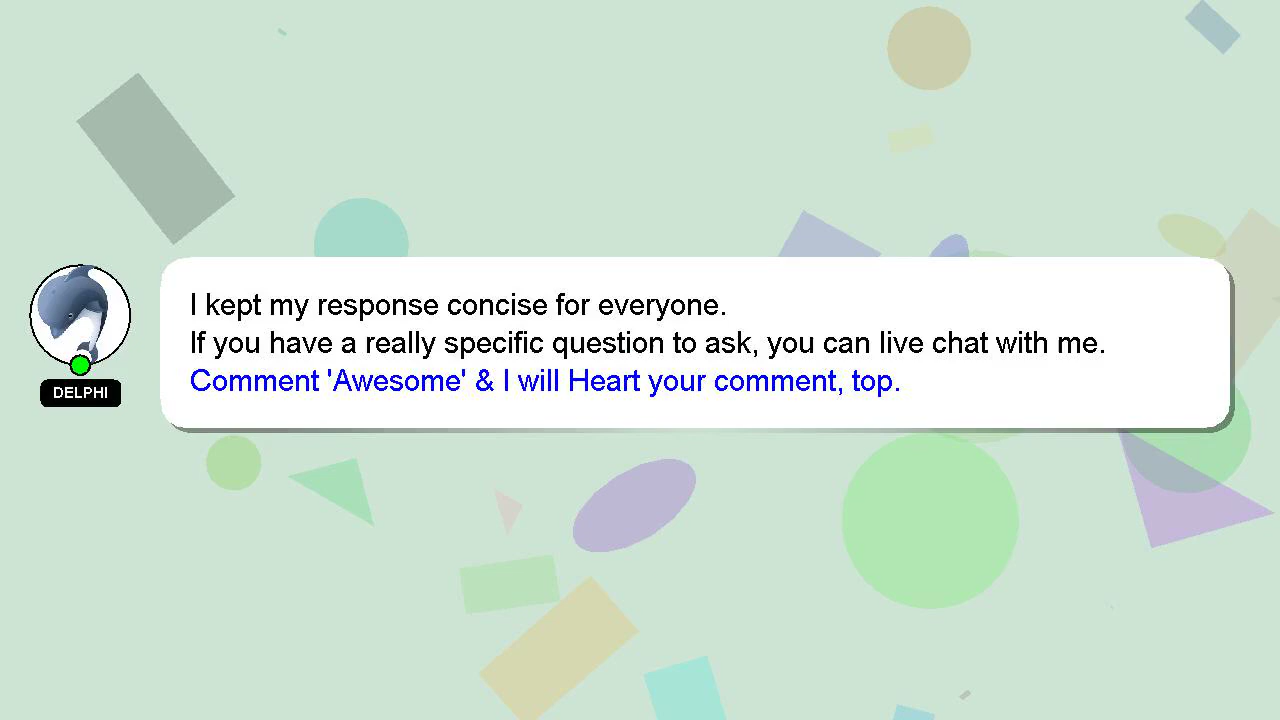 I kept my response concise for everyone.
If you have a really specific question to ask, you can live chat with me.
Comment 'Awesome' & I will Heart your comment, top.
DELPHI